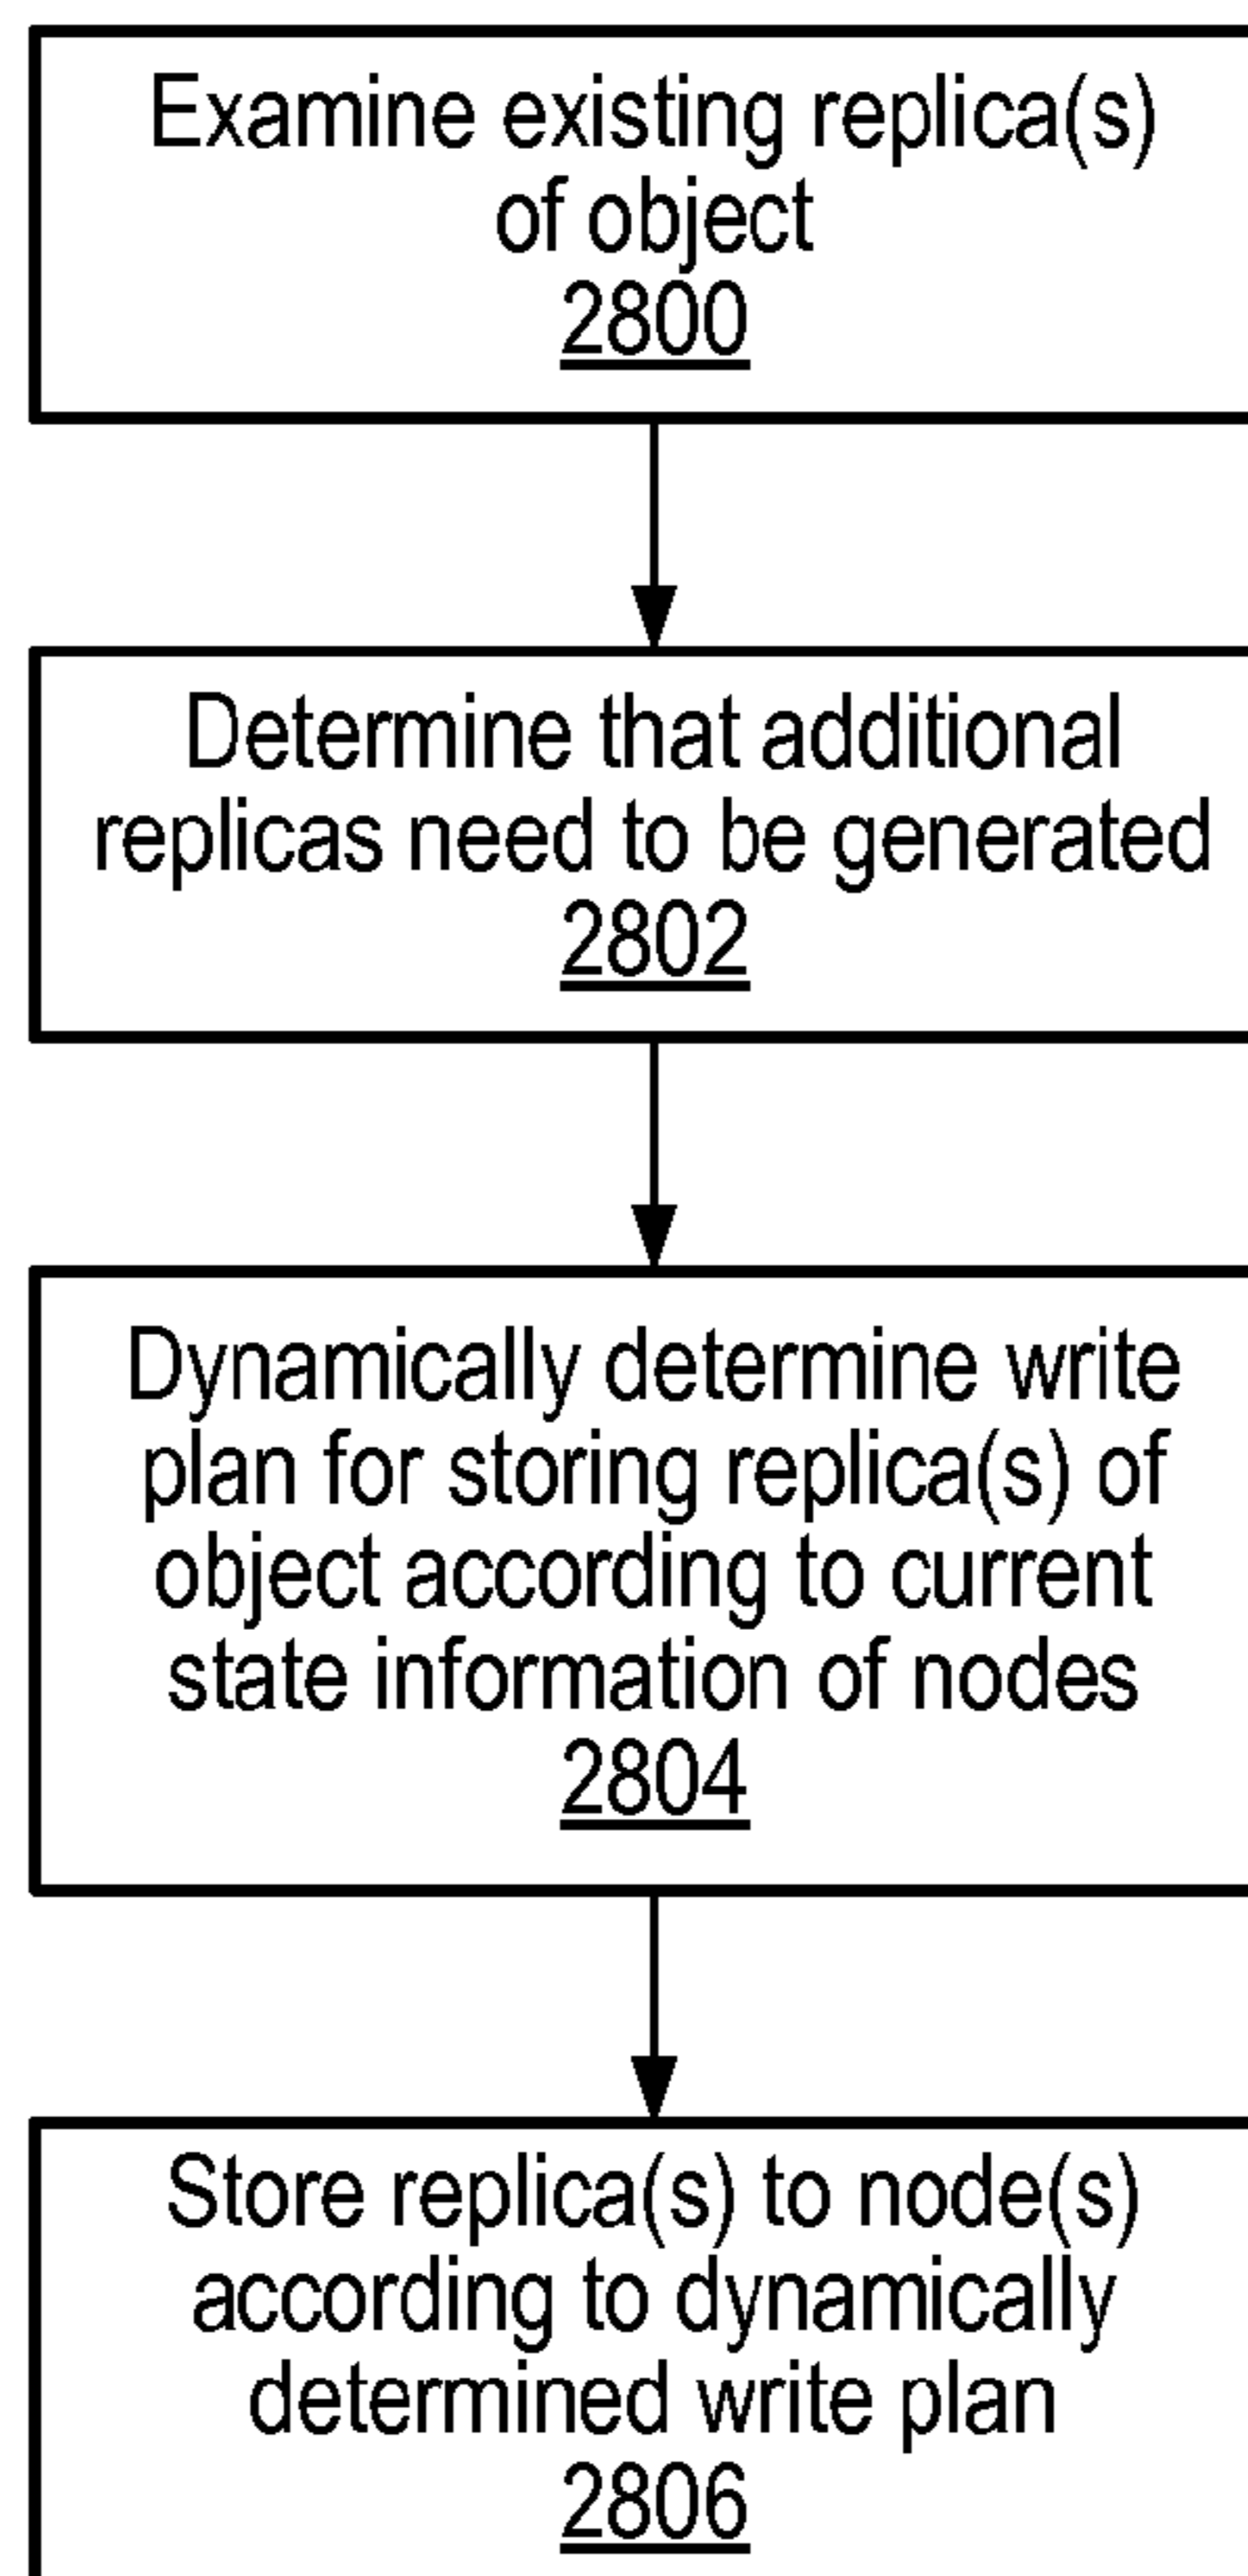 Examine existing replica(s)
of object
2800
Determine that additional
replicas need to be generated
2802
Dynamically determine write
plan for storing replica(s) of
object according to current
state information of nodes
2804
Store replica(s) to node(s)
according to dynamically
determined write plan
2806